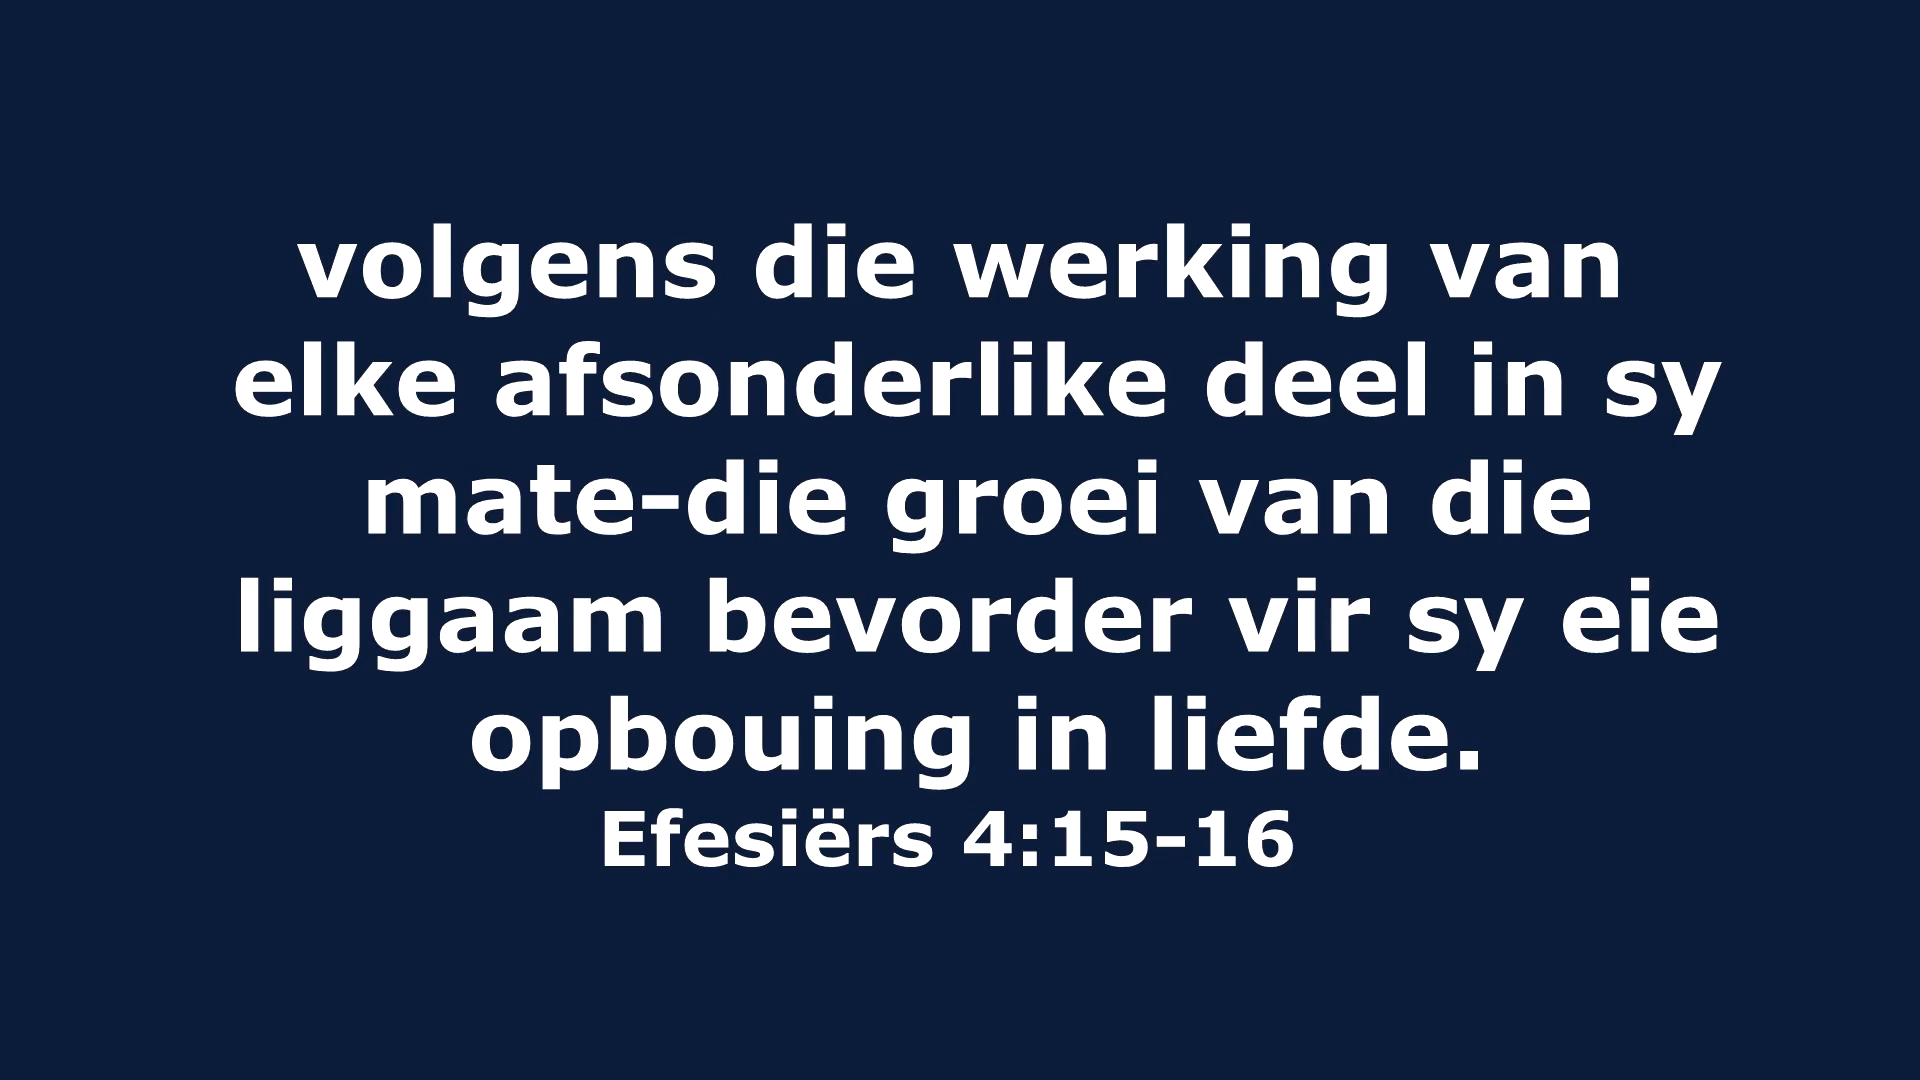 volgens die werking van
elke afsonderlike deel in sy
mate-die groei van die
liggaam bevorder vir sy eie
opbouing in liefde.
Efesiërs 4:15-16